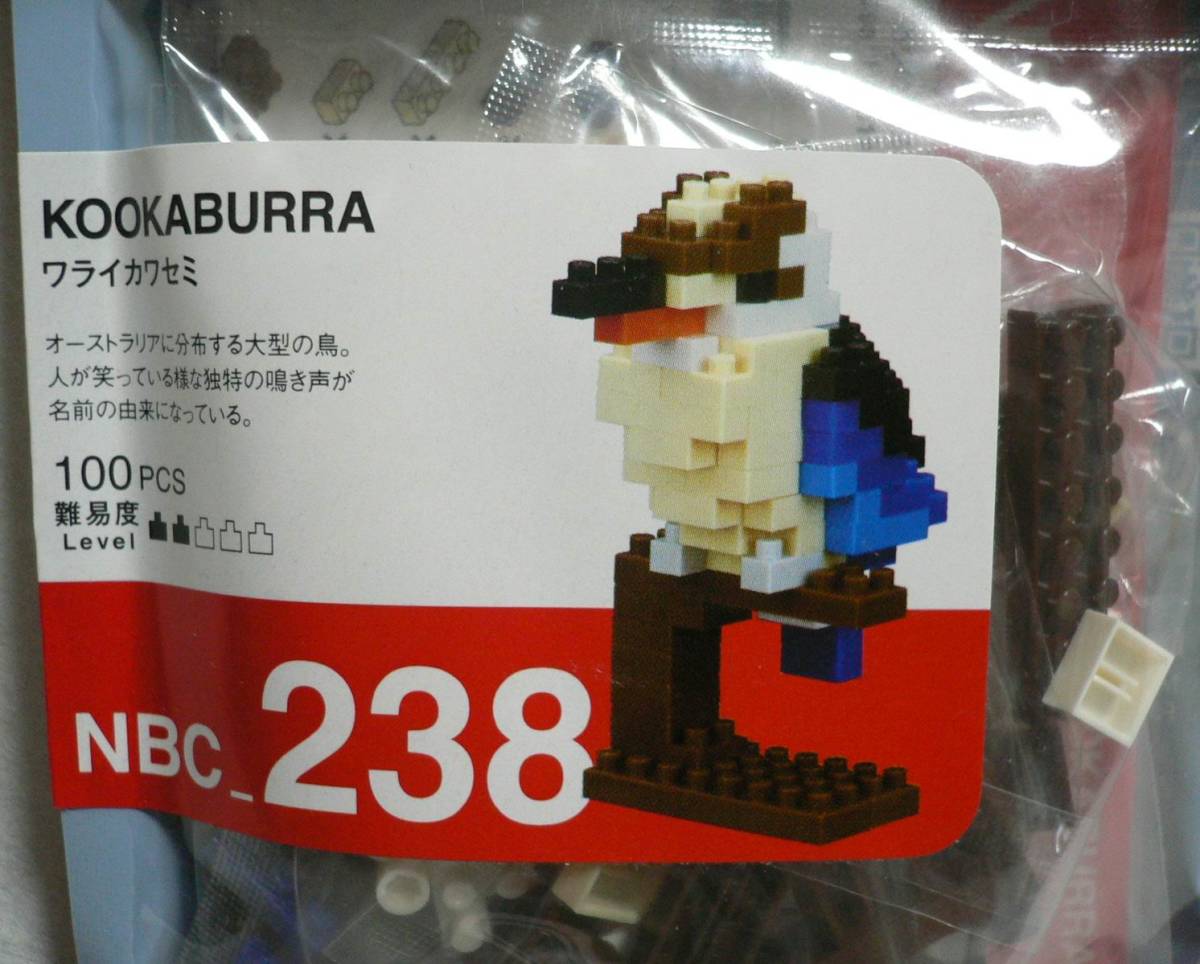 KOOKABURRA
ワライカワセミ
オーストラリアに分布する大型の鳥。
人が笑っている様な独特の鳴き声が
名前の由来になっている。
100 PCS
難易度
Level
NBC_238